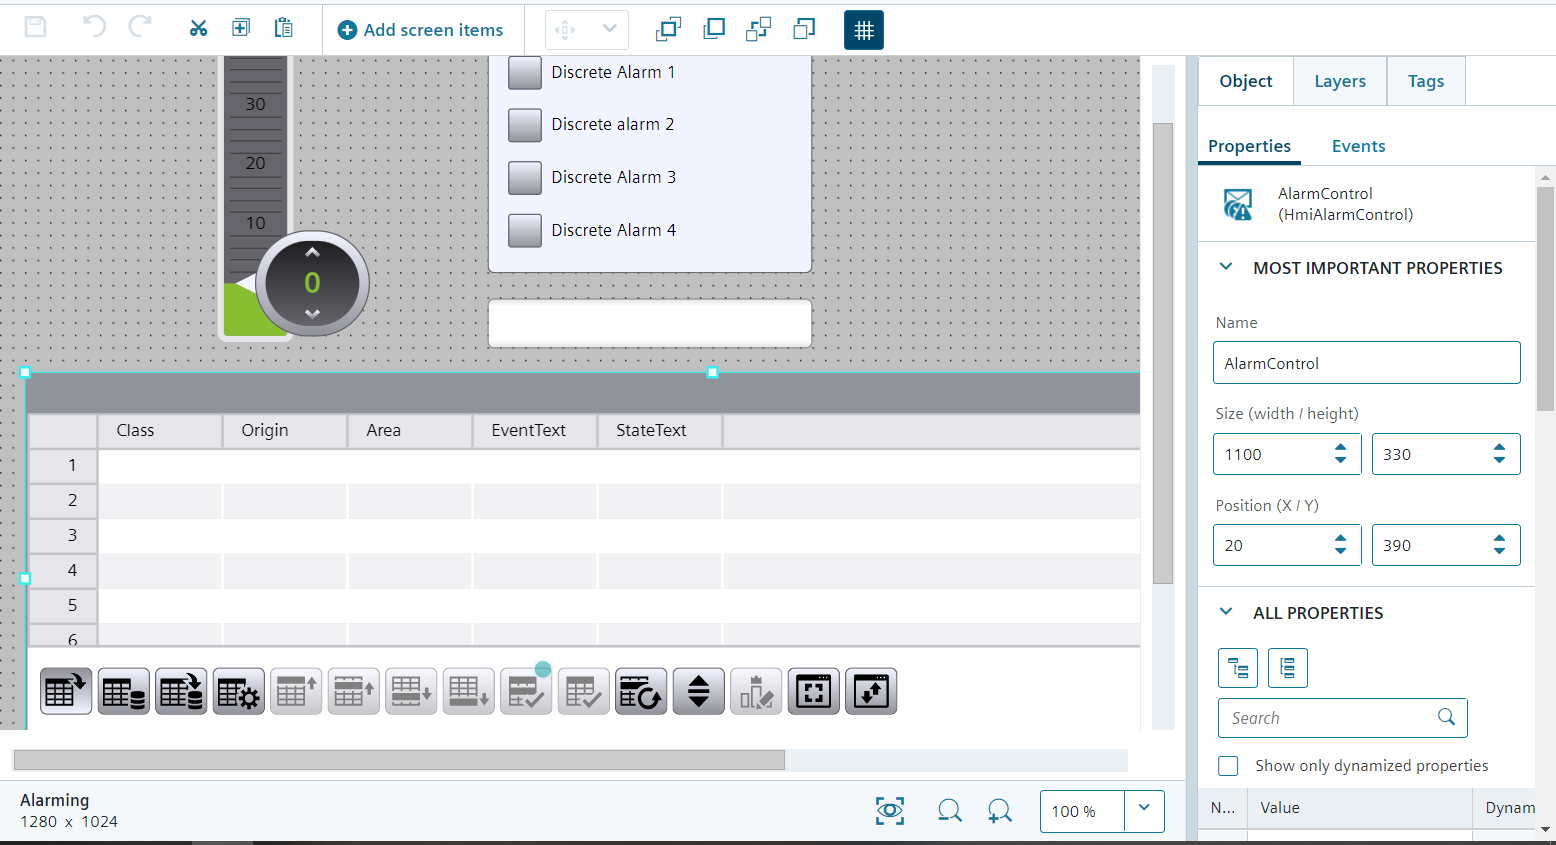 Add screen items
Discrete Alarm 1
30
Discrete alarm 2
20
Discrete Alarm 3
10
Discrete Alarm 4
0
Class Origin Area EventText StateText
1
2
3
4
5
6
Alarming
1280 x 1024
100 %
Object Layers Tags
Properties Events
AlarmControl
(HmiAlarmControl)
MOST IMPORTANT PROPERTIES
Name
AlarmControl
Size (width / height)
1100 330
Position (X / Y)
20 390
ALL PROPERTIES
Search
Show only dynamized properties
N... Value Dynam